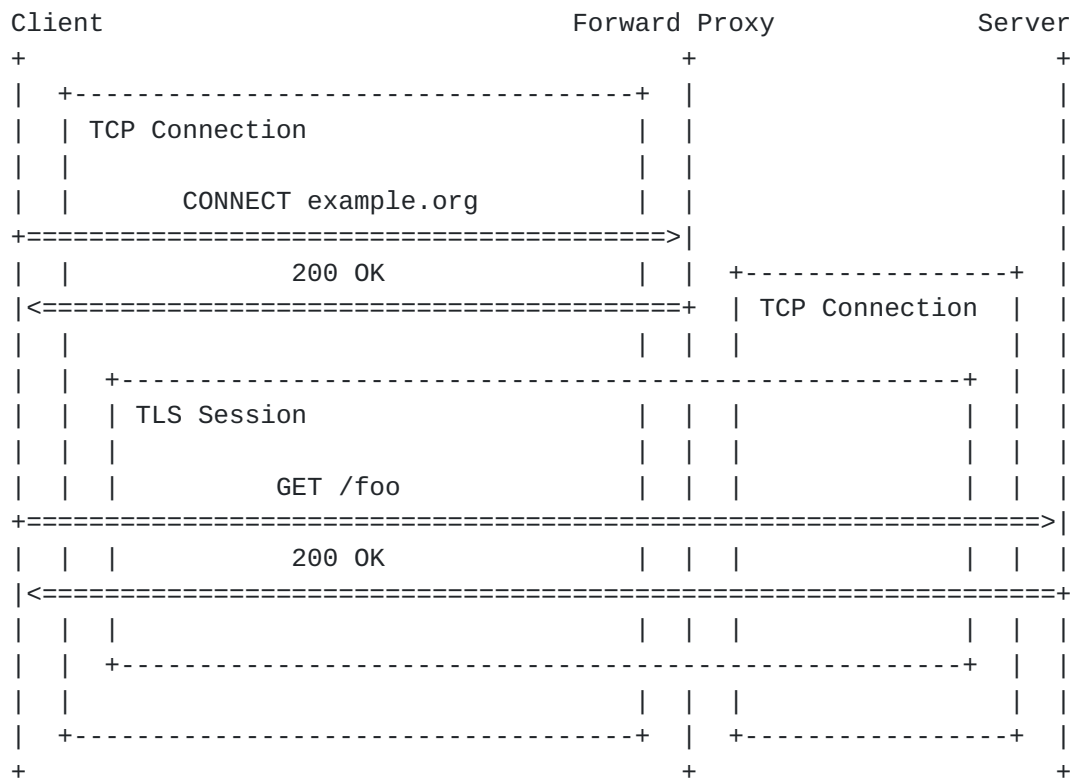 Client Forward Proxy Server
TCP Connection
CONNECT example.org
200 OK
TCP Connection
TLS Session
GET /foo
200 OK